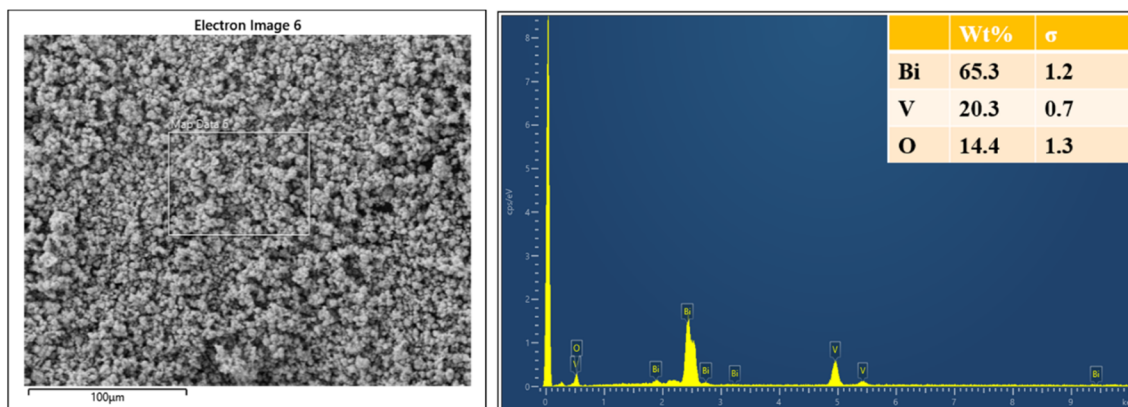 Electron Image 6
Map Data 6
100µm
Wt% σ
Bi 65.3 1.2
V 20.3 0.7
O 14.4 1.3
cps/eV
8
7
6
5
4
3
2
1
0
Bi
O
V
Bi
Bi
Bi
V
V
Bi
0 1 2 3 4 5 6 7 8 9